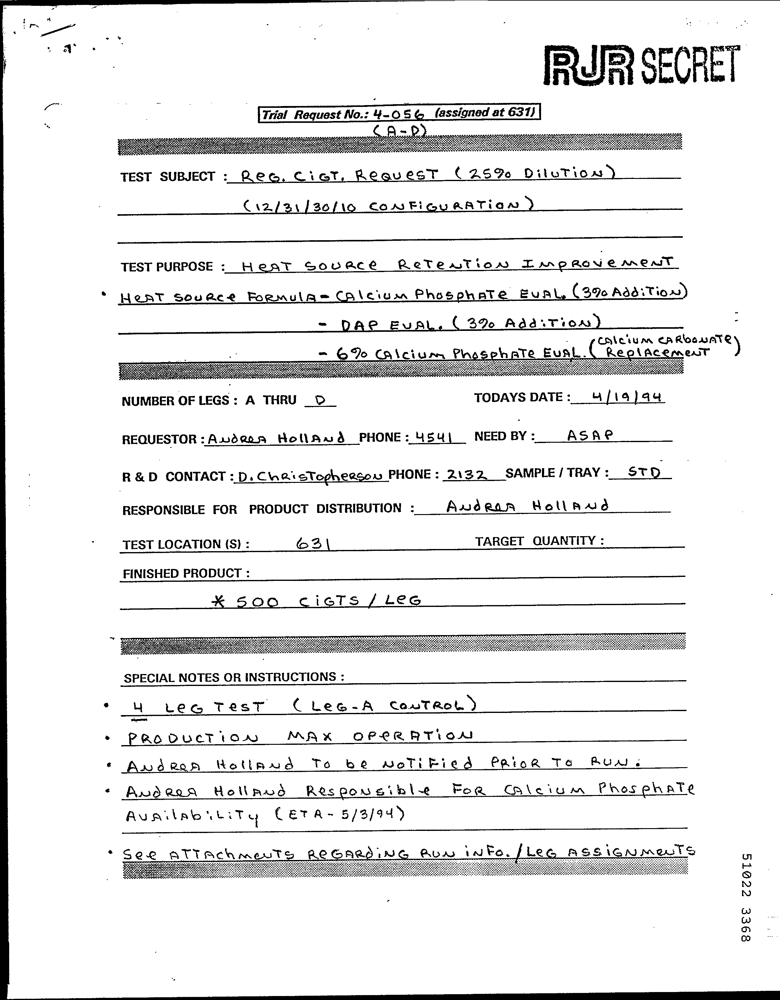 RJR SECRET
Trial Request No.: 4-056 (assigned at 631)
(A-D)
TEST SUBJECT : Reg. Cigt. Request (25% Dilution)
(12/31/30/10 Configuration)
TEST PURPOSE : Heat Source Retention Improvement
• Heat Source Formula - Calcium Phosphate Eval. (3% Addition)
- DAP Eval. (3% Addition)
- 6% Calcium Phosphate Eval. (Calcium Carbonate Replacement)
NUMBER OF LEGS : A THRU D TODAYS DATE : 4/19/94
REQUESTOR : Andrea Holland PHONE : 4541 NEED BY : ASAP
R & D CONTACT : D. Christopherson PHONE : 2132 SAMPLE / TRAY : STD
RESPONSIBLE FOR PRODUCT DISTRIBUTION : Andrea Holland
TEST LOCATION (S) : 631 TARGET QUANTITY :
FINISHED PRODUCT :
* 500 Cigts / Leg
SPECIAL NOTES OR INSTRUCTIONS :
• 4 Leg Test (Leg-A Control)
• Production Max Operation
• Andrea Holland to be notified prior to run.
• Andrea Holland Responsible for Calcium Phosphate
Availability (ETA - 5/3/94)
• See Attachments Regarding Run Info. / Leg Assignments
51022 3368